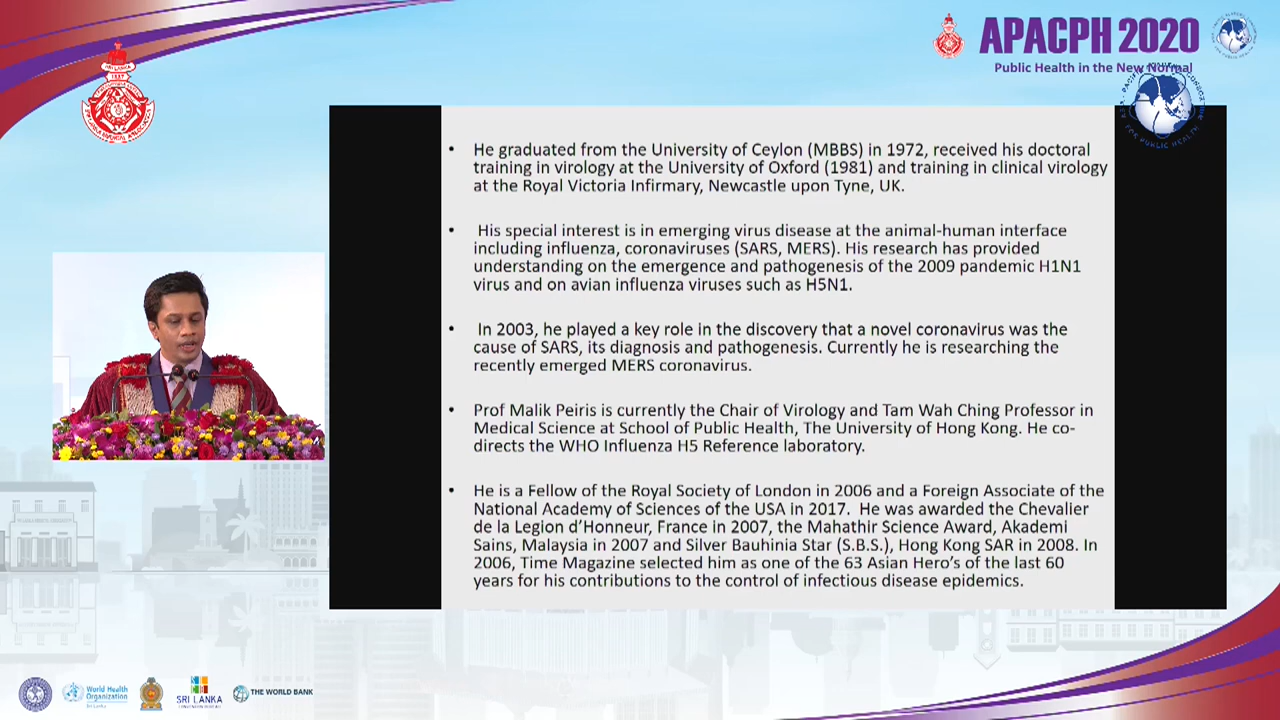 SRI LANKA
1887
SRI LANKA MEDICAL ASSOCIATION
APACPH 2020
Public Health in the New Normal
FOR PUBLIC HEALTH
• He graduated from the University of Ceylon (MBBS) in 1972, received his doctoral
training in virology at the University of Oxford (1981) and training in clinical virology
at the Royal Victoria Infirmary, Newcastle upon Tyne, UK.
• His special interest is in emerging virus disease at the animal-human interface
including influenza, coronaviruses (SARS, MERS). His research has provided
understanding on the emergence and pathogenesis of the 2009 pandemic H1N1
virus and on avian influenza viruses such as H5N1.
• In 2003, he played a key role in the discovery that a novel coronavirus was the
cause of SARS, its diagnosis and pathogenesis. Currently he is researching the
recently emerged MERS coronavirus.
• Prof Malik Peiris is currently the Chair of Virology and Tam Wah Ching Professor in
Medical Science at School of Public Health, The University of Hong Kong. He co-
directs the WHO Influenza H5 Reference laboratory.
• He is a Fellow of the Royal Society of London in 2006 and a Foreign Associate of the
National Academy of Sciences of the USA in 2017. He was awarded the Chevalier
de la Legion d’Honneur, France in 2007, the Mahathir Science Award, Akademi
Sains, Malaysia in 2007 and Silver Bauhinia Star (S.B.S.), Hong Kong SAR in 2008. In
2006, Time Magazine selected him as one of the 63 Asian Hero’s of the last 60
years for his contributions to the control of infectious disease epidemics.
World Health
Organization
Sri Lanka
SRI LANKA
THE WORLD BANK